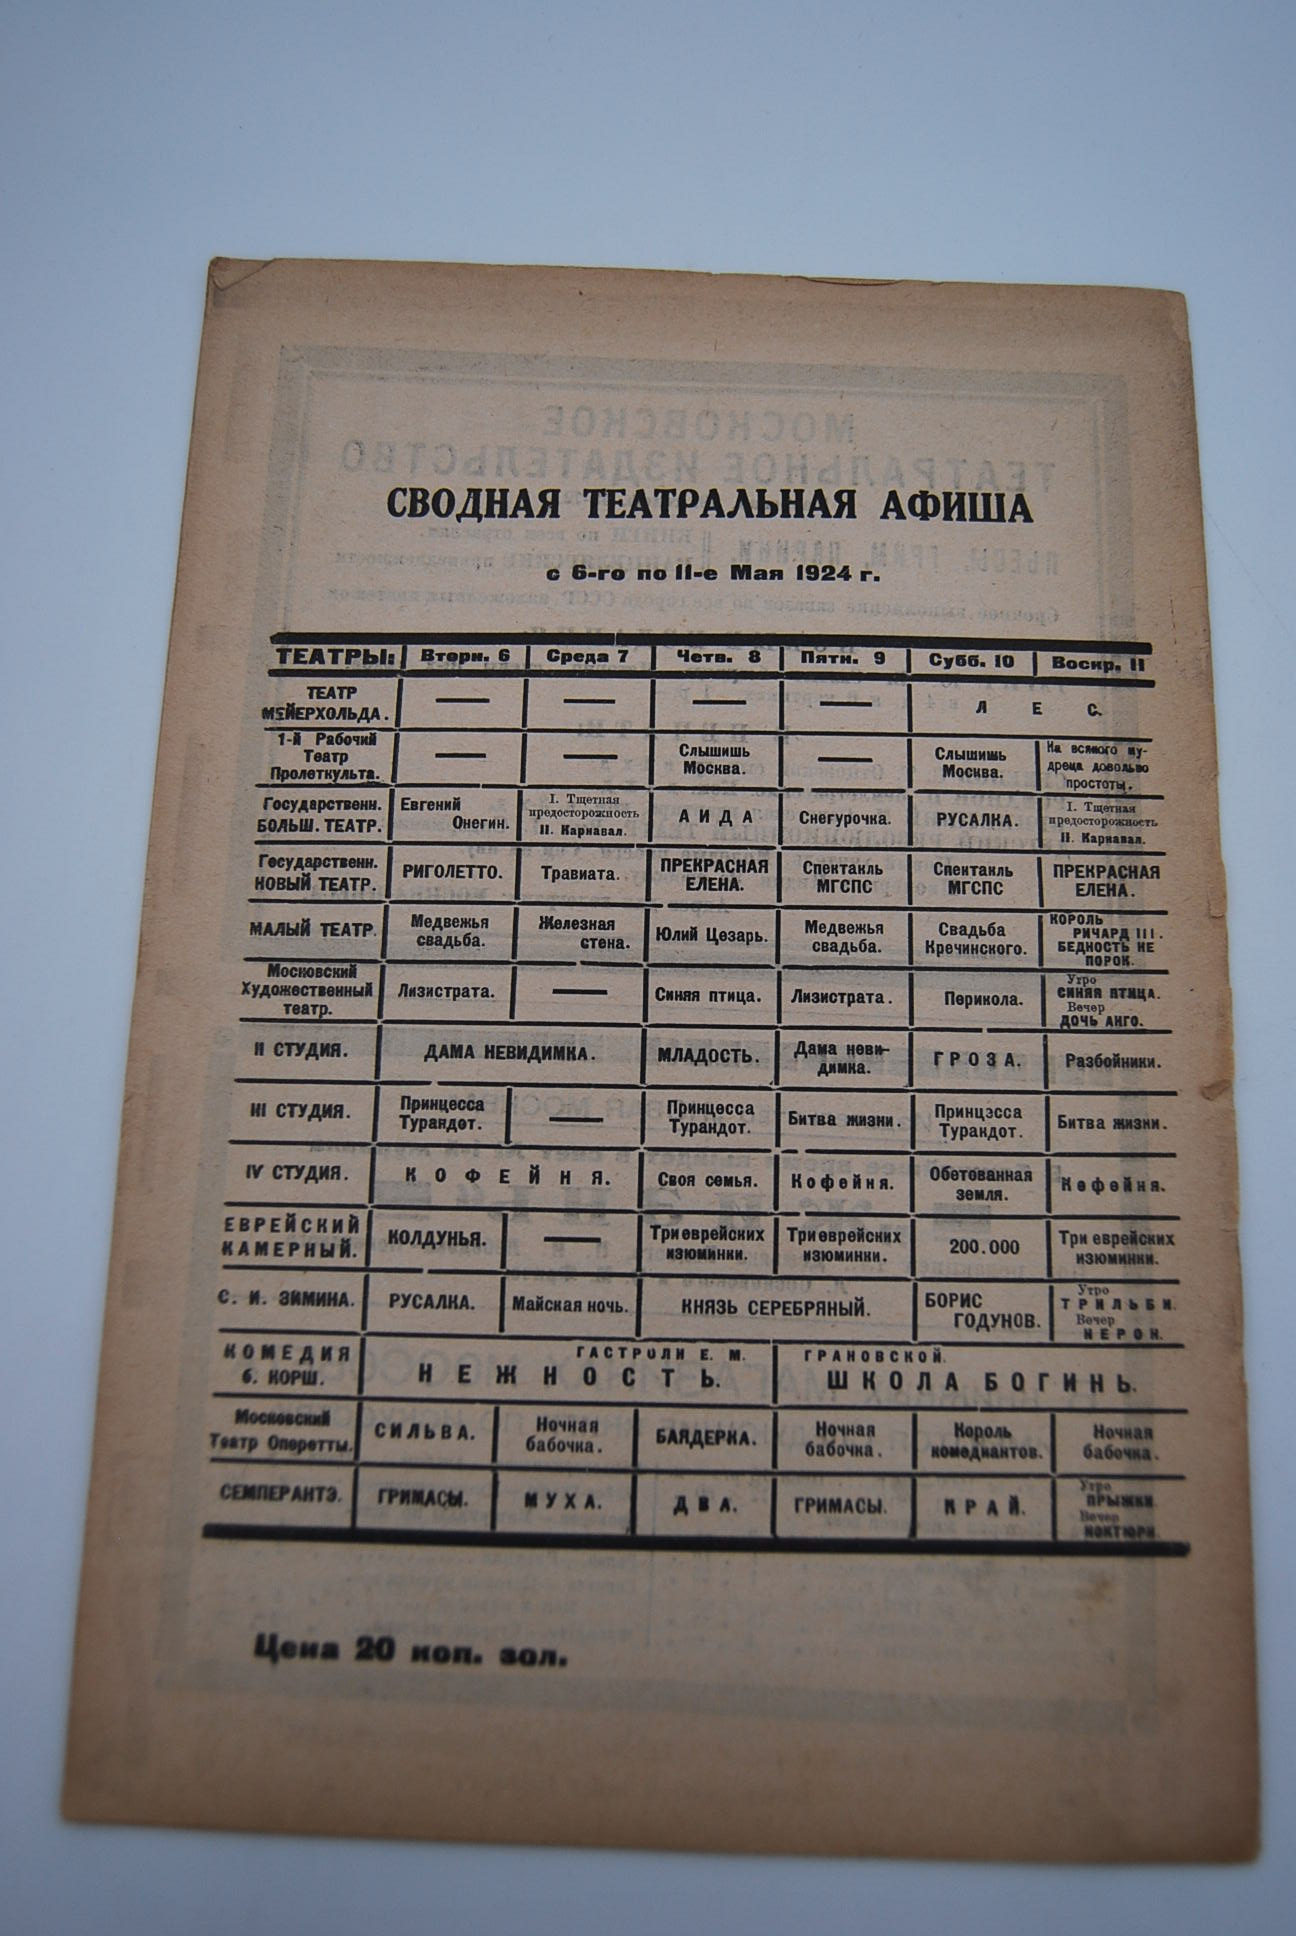 СВОДНАЯ ТЕАТРАЛЬНАЯ АФИША
с 6-го по 11-е Мая 1924 г.
ТЕАТРЫ: Вторн. 6 Среда 7 Четв. 8 Пятн. 9 Субб. 10 Воскр. 11
ТЕАТР
МЕЙЕРХОЛЬДА. — — — — ЛЕС.
1-й Рабочий
Театр
Пролеткульта. — — Слышишь
Москва. — Слышишь
Москва. На всякого му-
дреца довольно
простоты.
Государственн.
БОЛЬШ. ТЕАТР. Евгений
Онегин. I. Тщетная
предосторожность
II. Карнавал. АИДА Снегурочка. РУСАЛКА. I. Тщетная
предосторожность
II. Карнавал.
Государственн.
НОВЫЙ ТЕАТР. РИГОЛЕТТО. Травиата. ПРЕКРАСНАЯ
ЕЛЕНА. Спектакль
МГСПС Спектакль
МГСПС ПРЕКРАСНАЯ
ЕЛЕНА.
МАЛЫЙ ТЕАТР. Медвежья
свадьба. Железная
стена. Юлий Цезарь. Медвежья
свадьба. Свадьба
Кречинского. КОРОЛЬ
РИЧАРД III.
БЕДНОСТЬ НЕ
ПОРОК.
Московский
Художественный
театр. Лизистрата. — Синяя птица. Лизистрата. Перикола. Утро
СИНЯЯ ПТИЦА.
Вечер
ДОЧЬ АНГО.
II СТУДИЯ. ДАМА НЕВИДИМКА. МЛАДОСТЬ. Дама неви-
димка. ГРОЗА. Разбойники.
III СТУДИЯ. Принцесса
Турандот. — Принцесса
Турандот. Битва жизни. Принцэсса
Турандот. Битва жизни.
IV СТУДИЯ. КОФЕЙНЯ. Своя семья. Кофейня. Обетованная
земля. Кофейня.
ЕВРЕЙСКИЙ
КАМЕРНЫЙ. КОЛДУНЬЯ. — Три еврейских
изюминки. Три еврейских
изюминки. 200.000 Три еврейских
изюминки.
С. И. ЗИМИНА. РУСАЛКА. Майская ночь. КНЯЗЬ СЕРЕБРЯНЫЙ. БОРИС
ГОДУНОВ. Утро
ТРИЛЬБИ.
Вечер
НЕРОН.
КОМЕДИЯ
б. КОРШ. ГАСТРОЛИ Е. М. ГРАНОВСКОЙ.
НЕЖНОСТЬ. ШКОЛА БОГИНЬ.
Московский
Театр Оперетты. СИЛЬВА. Ночная
бабочка. БАЯДЕРКА. Ночная
бабочка. Король
комедиантов. Ночная
бабочка.
СЕМПЕРАНТЭ. ГРИМАСЫ. МУХА. ДВА. ГРИМАСЫ. КРАЙ. Утро
ПРЫЖКИ
Вечер
НОКТЮРН.
Цена 20 коп. зол.